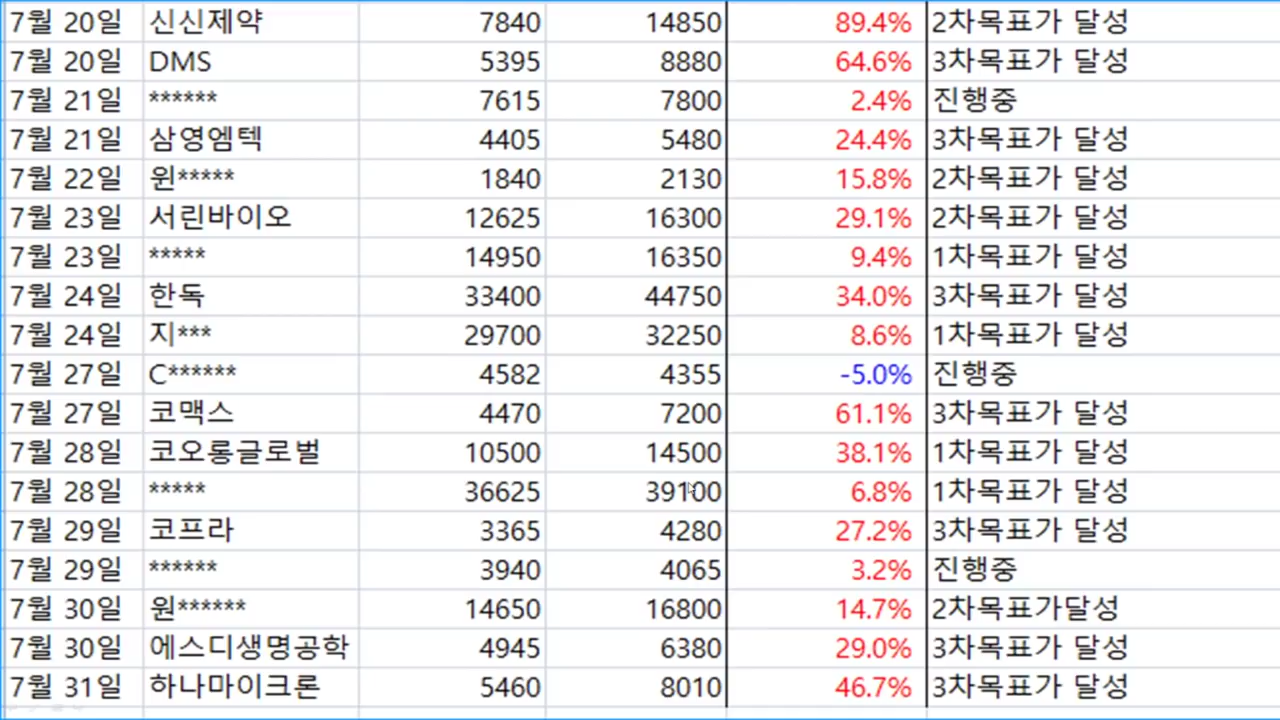 7월 20일 신신제약 7840 14850 89.4% 2차목표가 달성
7월 20일 DMS 5395 8880 64.6% 3차목표가 달성
7월 21일 ****** 7615 7800 2.4% 진행중
7월 21일 삼영엠텍 4405 5480 24.4% 3차목표가 달성
7월 22일 윈***** 1840 2130 15.8% 2차목표가 달성
7월 23일 서린바이오 12625 16300 29.1% 2차목표가 달성
7월 23일 ***** 14950 16350 9.4% 1차목표가 달성
7월 24일 한독 33400 44750 34.0% 3차목표가 달성
7월 24일 지*** 29700 32250 8.6% 1차목표가 달성
7월 27일 C****** 4582 4355 -5.0% 진행중
7월 27일 코맥스 4470 7200 61.1% 3차목표가 달성
7월 28일 코오롱글로벌 10500 14500 38.1% 1차목표가 달성
7월 28일 ***** 36625 39100 6.8% 1차목표가 달성
7월 29일 코프라 3365 4280 27.2% 3차목표가 달성
7월 29일 ****** 3940 4065 3.2% 진행중
7월 30일 원****** 14650 16800 14.7% 2차목표가달성
7월 30일 에스디생명공학 4945 6380 29.0% 3차목표가 달성
7월 31일 하나마이크론 5460 8010 46.7% 3차목표가 달성